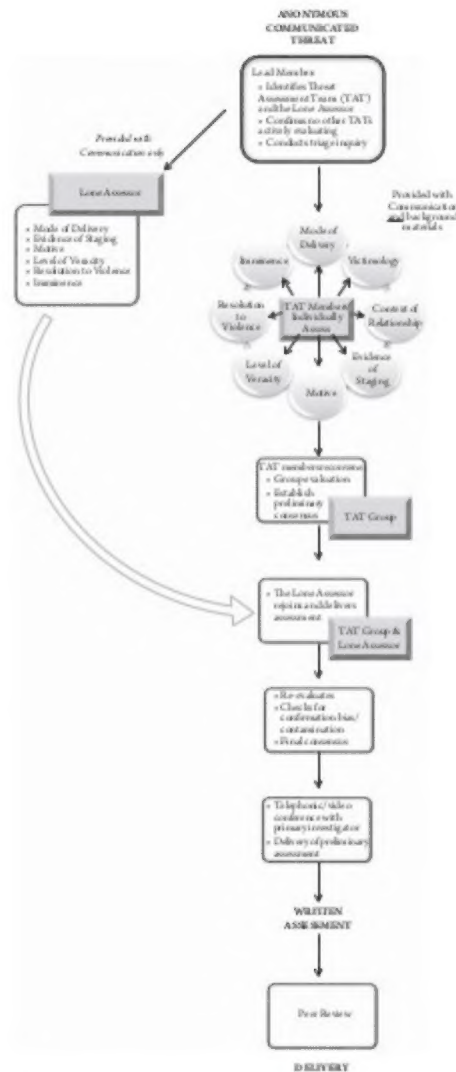 ANONYMOUS
COMMUNICATED
THREAT
Lead Member
• Identifies Threat
Assessment Team (TAT)
and the Lone Assessor
• Confirms no other TATs
actively evaluating
• Conducts triage inquiry
Provided with
Communication only
Lone Assessor
• Mode of Delivery
• Evidence of Staging
• Motive
• Level of Veracity
• Resolution to Violence
• Imminence
Provided with
Communication
and background
materials
Mode of
Delivery
Imminence
Victimology
Resolution
to Violence
TAT Members
Individually
Assess
Context of
Relationship
Level of
Veracity
Evidence
of
Staging
Motive
TAT members reconvene
• Group evaluation
• Establish
preliminary
consensus
TAT Group
• The Lone Assessor
rejoins and delivers
assessment
TAT Group &
Lone Assessor
• Re-evaluates
• Checks for
confirmation bias/
contamination
• Final consensus
• Telephonic/video
conference with
primary investigator
• Delivery of preliminary
assessment
WRITTEN
ASSESSMENT
Peer Review
DELIVERY